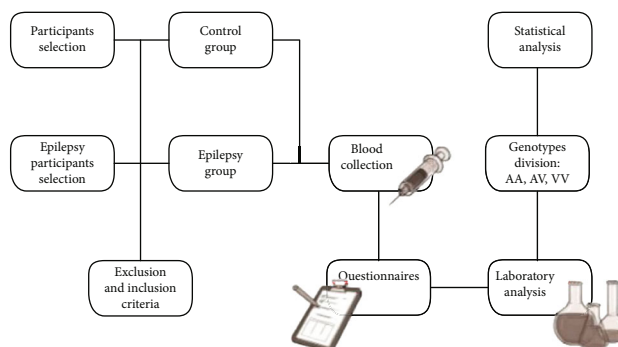 Participants
selection
Control
group
Statistical
analysis
Epilepsy
participants
selection
Epilepsy
group
Blood
collection
Genotypes
division:
AA, AV, VV
Exclusion
and inclusion
criteria
Questionnaires
Laboratory
analysis